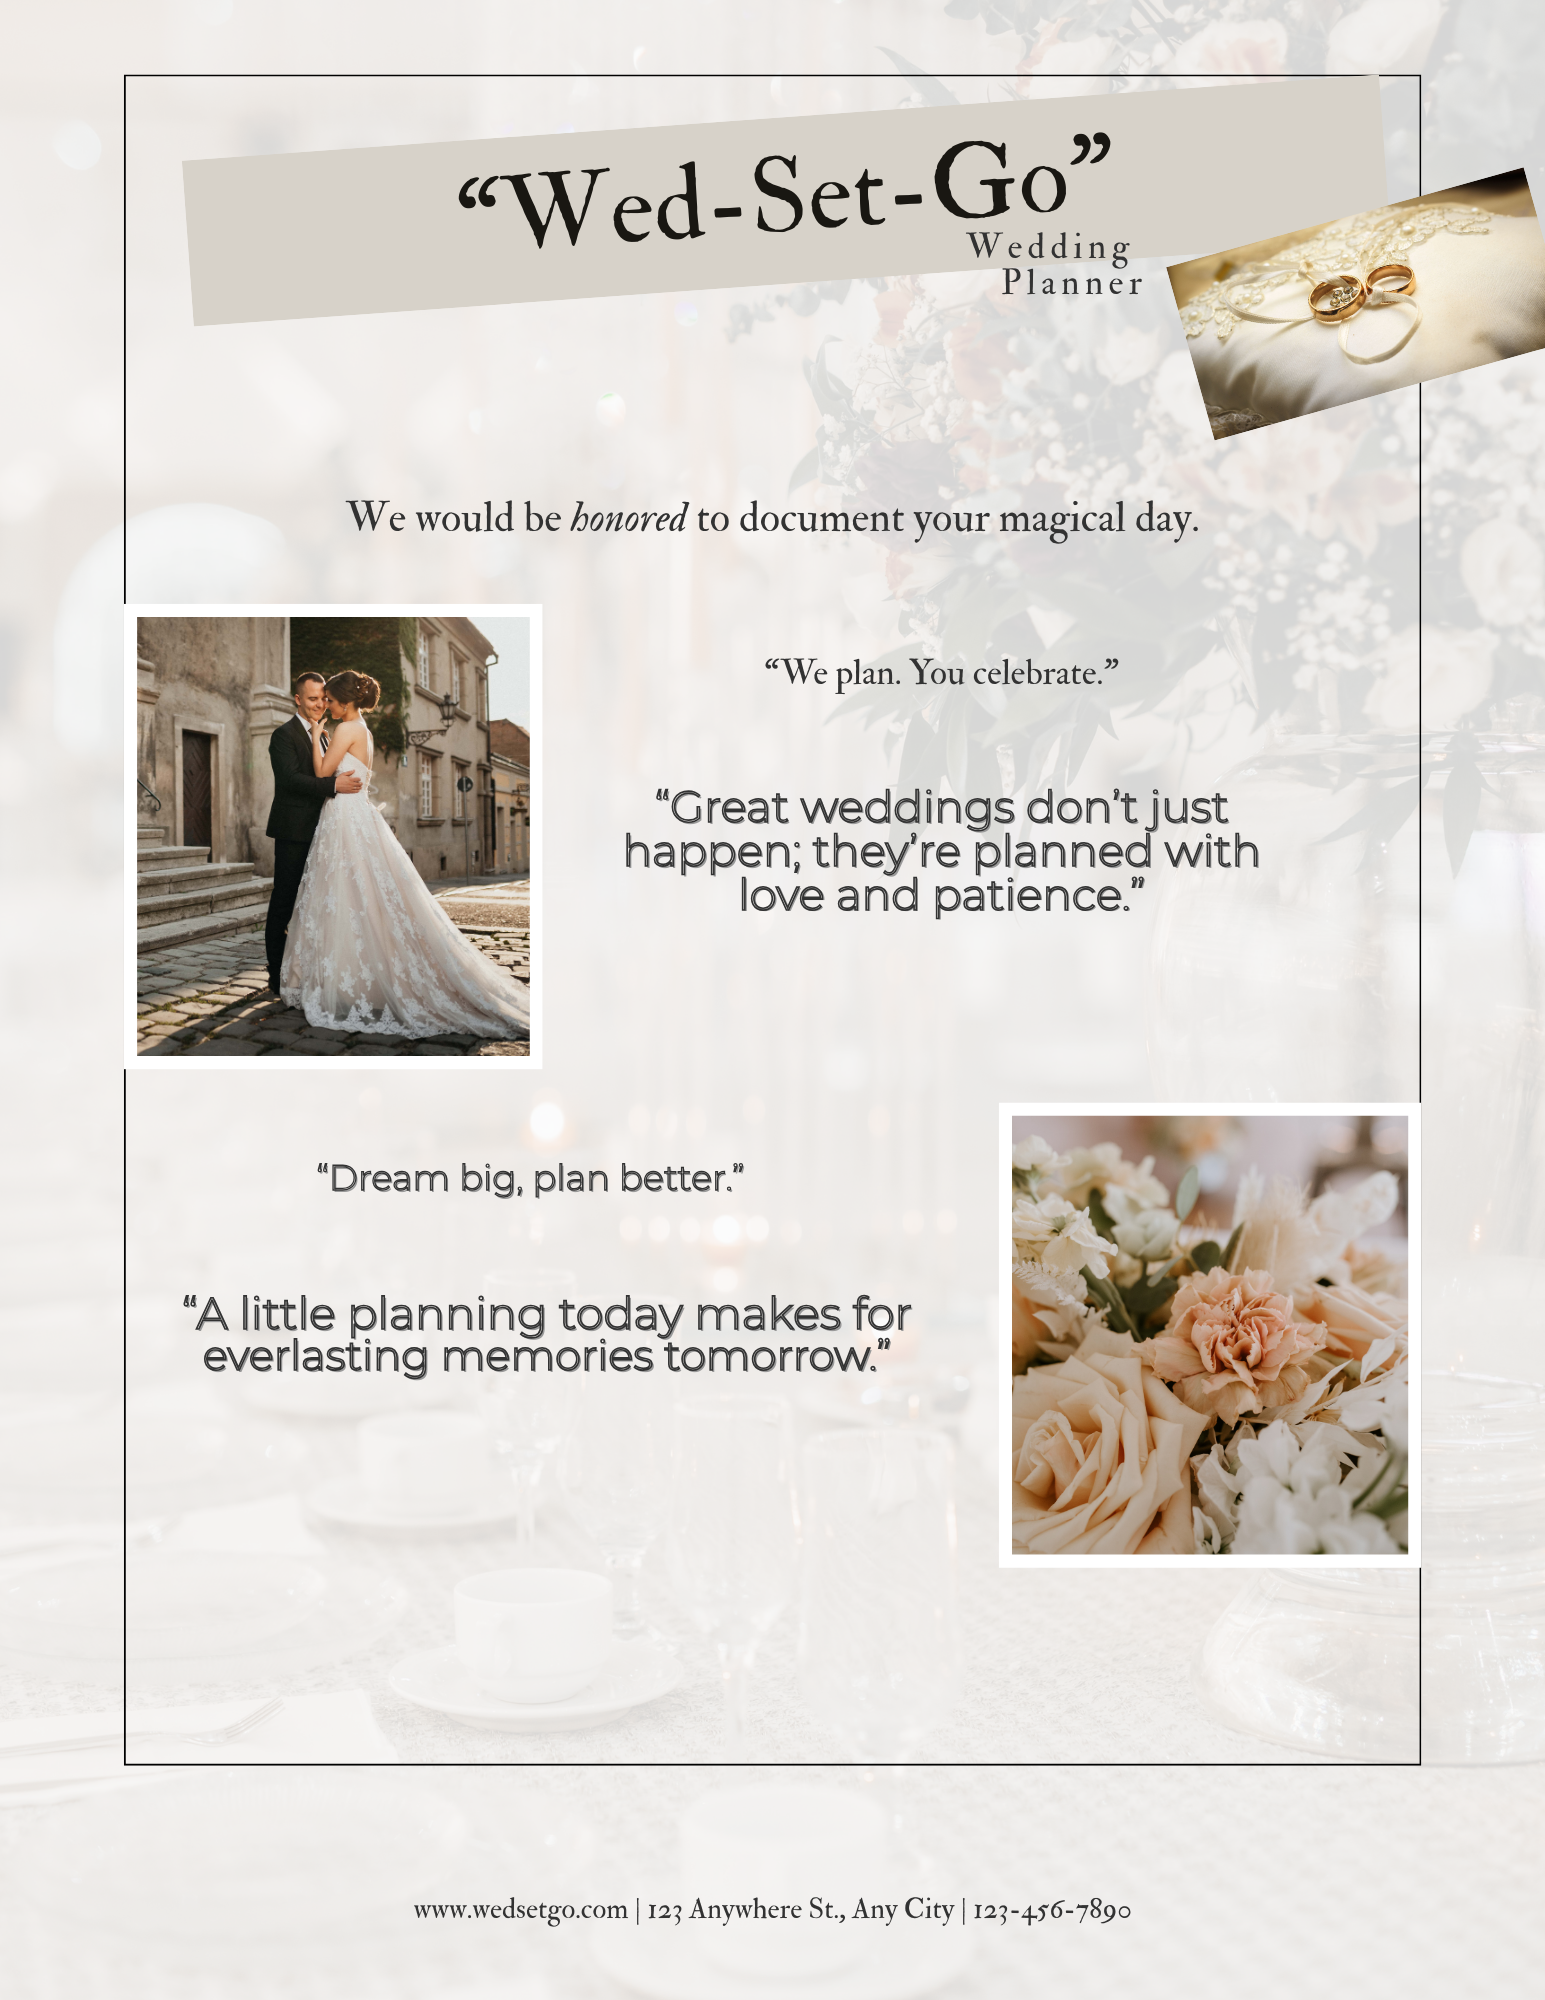 “Wed-Set-Go”
Wedding
Planner
We would be honored to document your magical day.
“We plan. You celebrate.”
“Great weddings don’t just
happen; they’re planned with
love and patience.”
“Dream big, plan better.”
“A little planning today makes for
everlasting memories tomorrow.”
www.wedsetgo.com | 123 Anywhere St., Any City | 123-456-7890